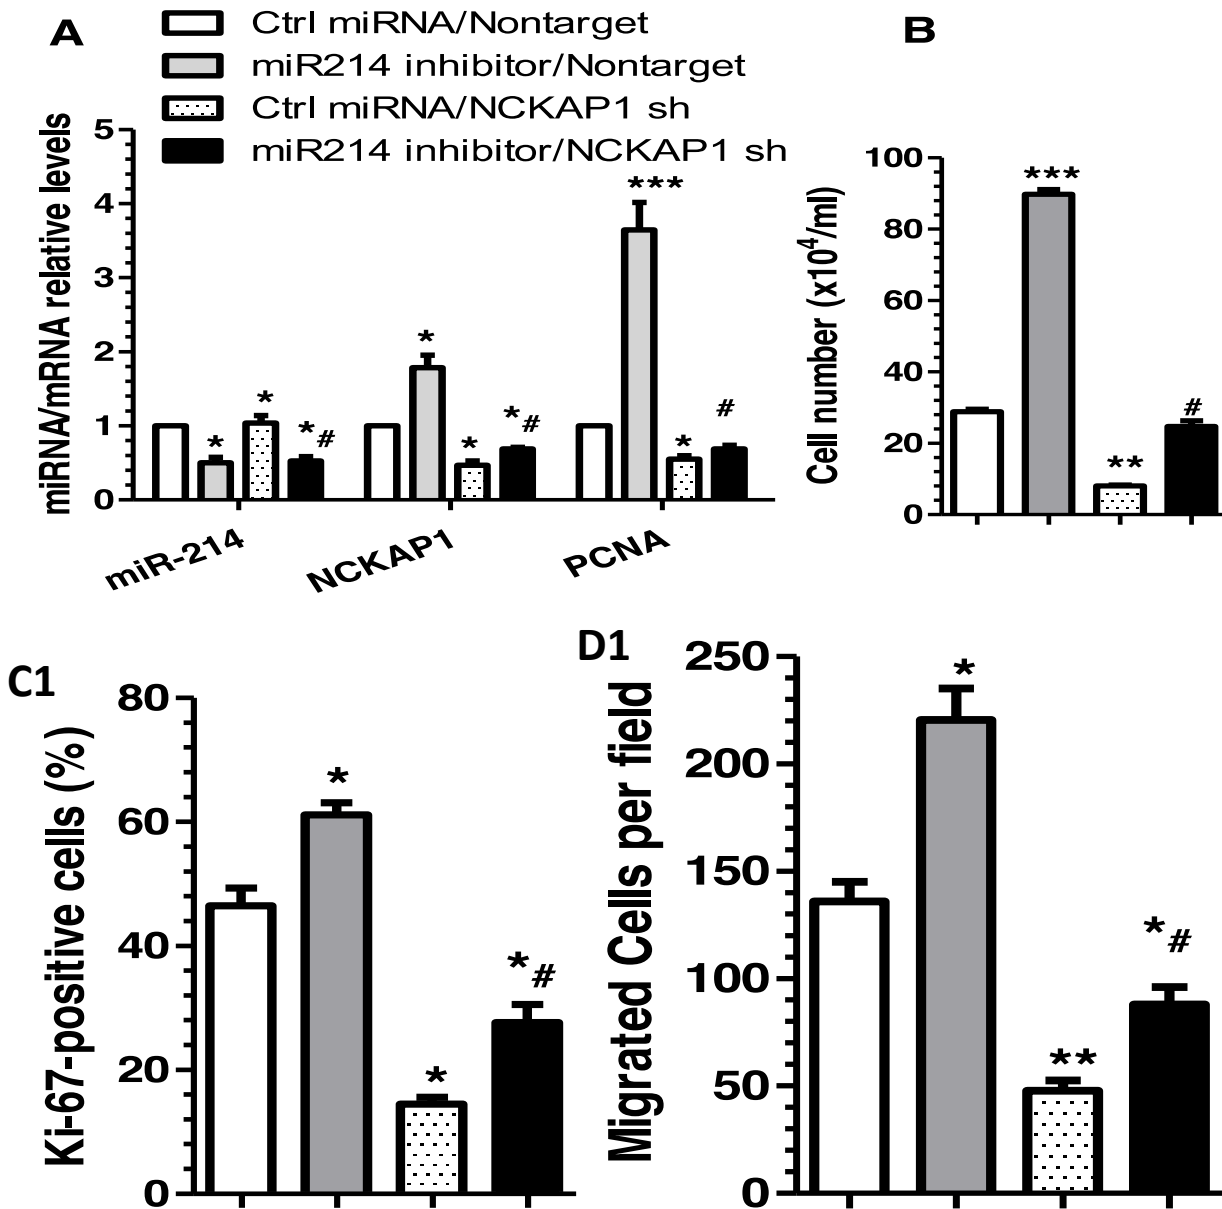 A
Ctrl miRNA/Nontarget
miR214 inhibitor/Nontarget
Ctrl miRNA/NCKAP1 sh
miR214 inhibitor/NCKAP1 sh
miRNA/mRNA relative levels
5
4
3
2
1
0
*
*
*#
*
*
*#
***
*
#
miR-214
NCKAP1
PCNA
B
Cell number (x10⁴/ml)
100
80
60
40
20
0
***
**
#
C1
Ki-67-positive cells (%)
80
60
40
20
0
*
*
*#
D1
Migrated Cells per field
250
200
150
100
50
0
*
**
*#